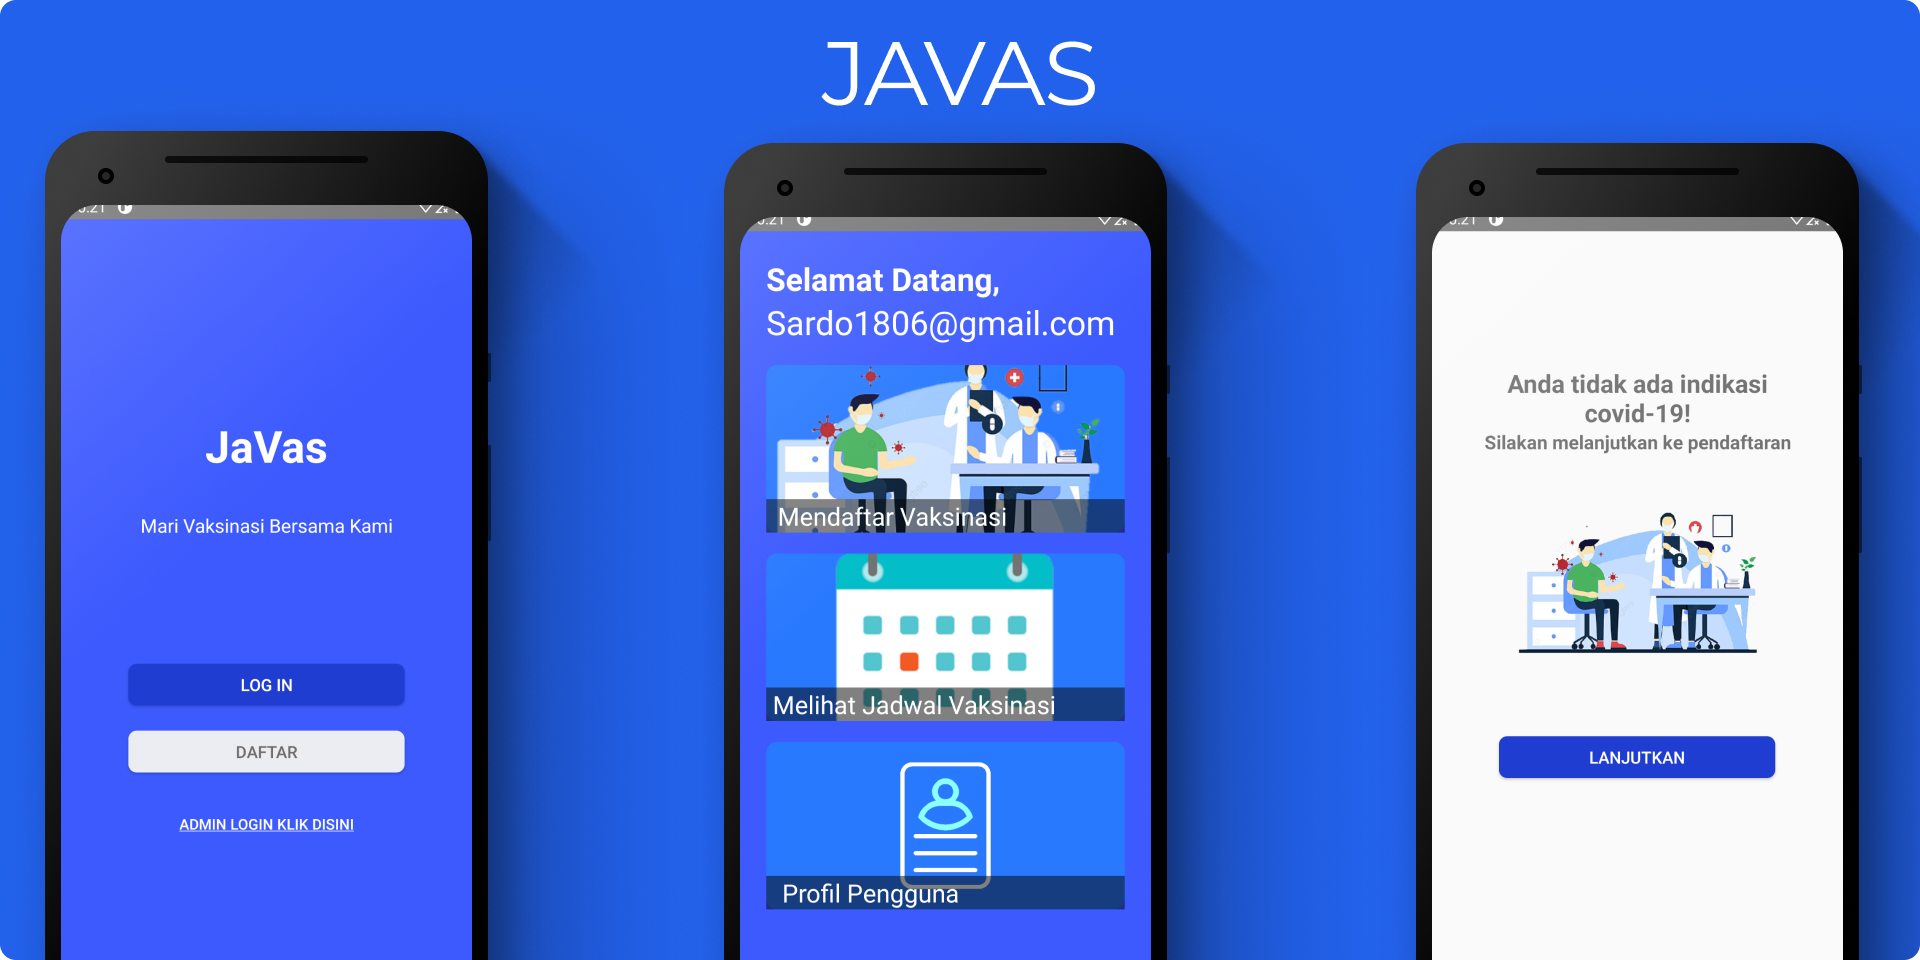 JAVAS
JaVas
Mari Vaksinasi Bersama Kami
LOG IN
DAFTAR
ADMIN LOGIN KLIK DISINI
Selamat Datang,
Sardo1806@gmail.com
Mendaftar Vaksinasi
Melihat Jadwal Vaksinasi
Profil Pengguna
Anda tidak ada indikasi
covid-19!
Silakan melanjutkan ke pendaftaran
LANJUTKAN